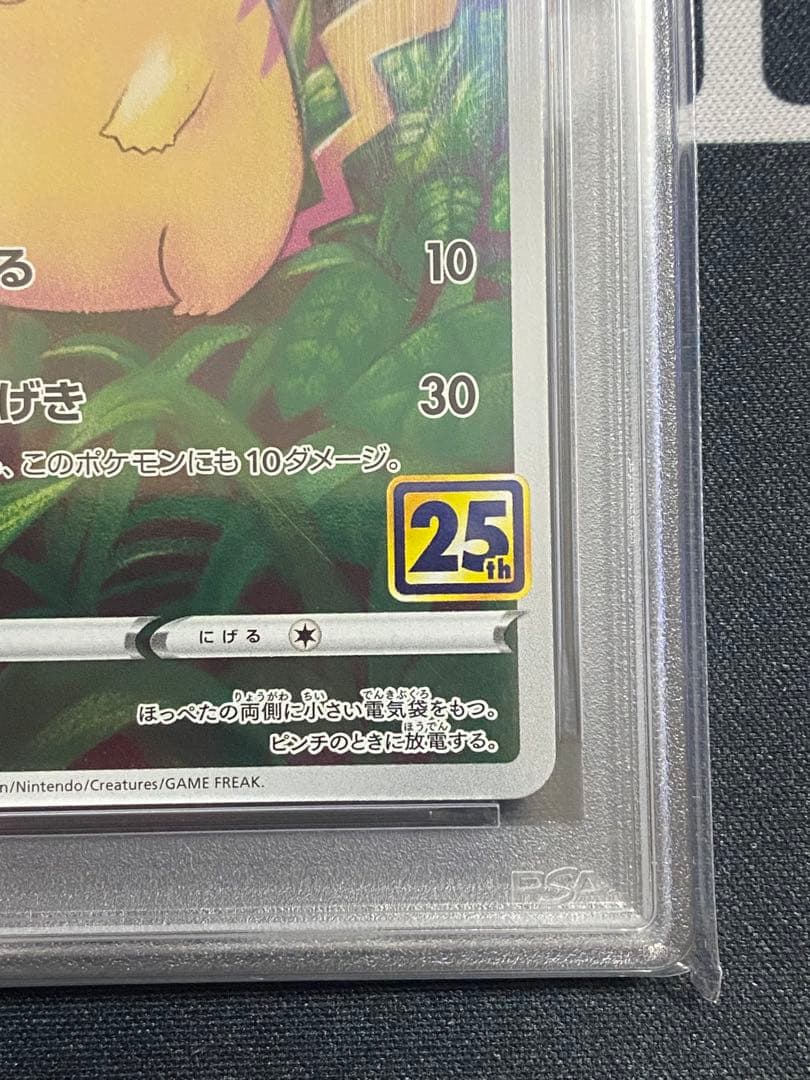 る 10
げき 30
、このポケモンにも10ダメージ。
25th
にげる
りょうがわ ちい でんきぶくろ
ほっぺたの両側に小さい電気袋をもつ。
ほうでん
ピンチのときに放電する。
n/Nintendo/Creatures/GAME FREAK.
PSA